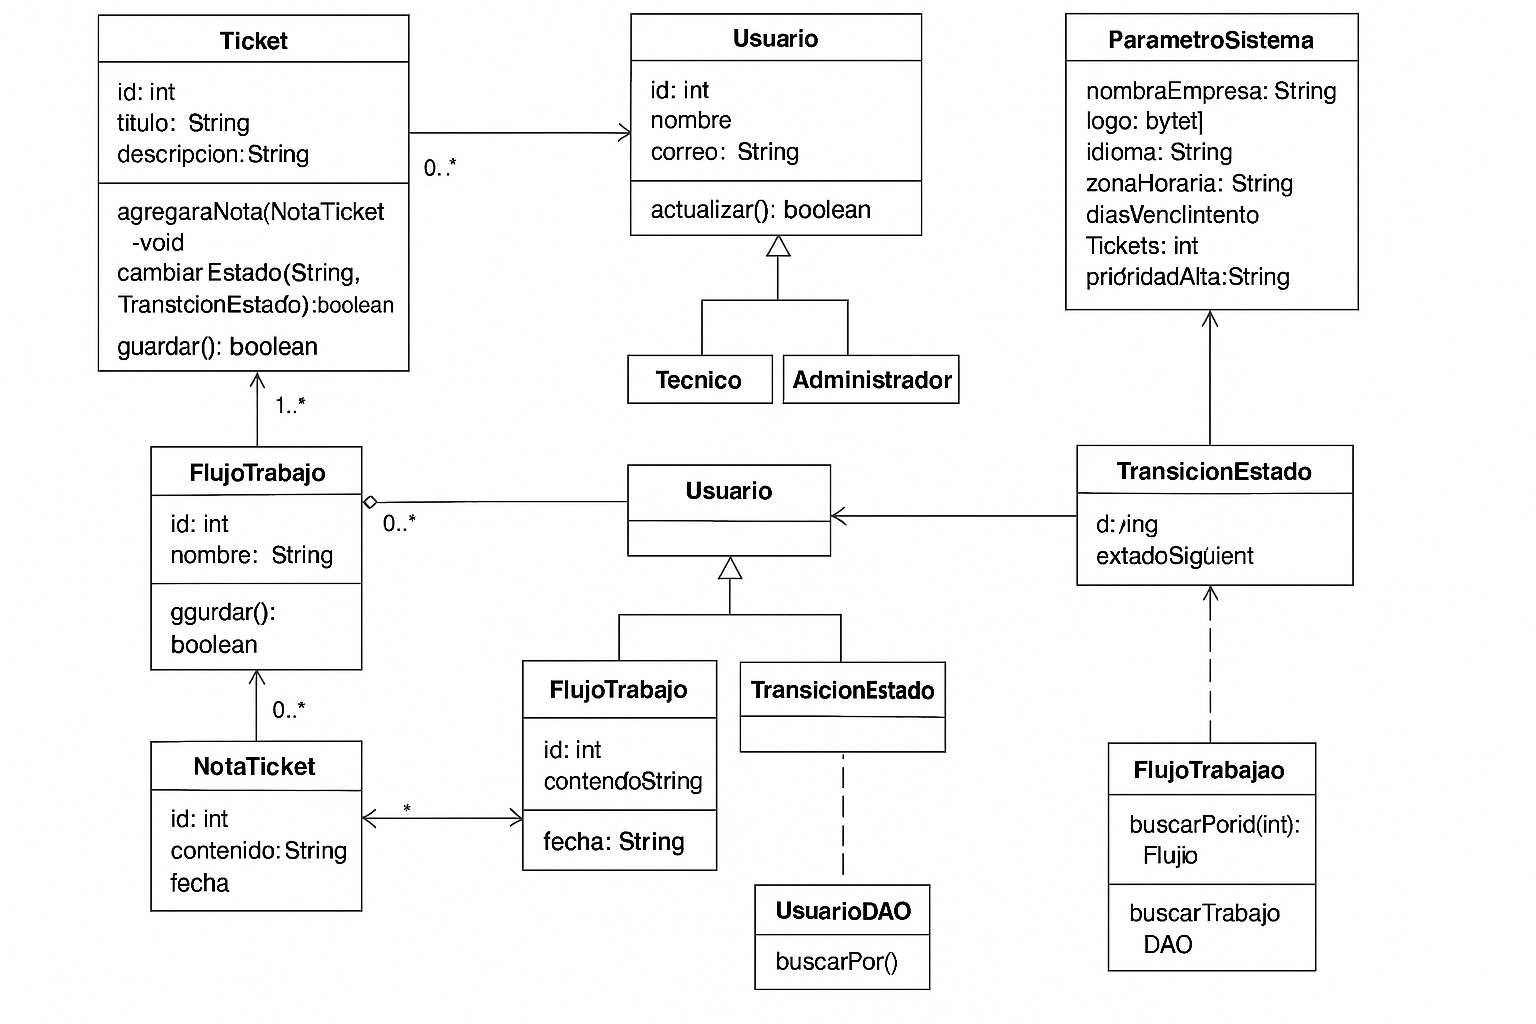 Ticket
id: int
titulo: String
descripcion: String
agregaraNota(NotaTicket
-void
cambiar Estado(String,
TranstcionEstado):boolean
guardar(): boolean
0..*
Usuario
id: int
nombre
correo: String
actualizar(): boolean
Tecnico
Administrador
ParametroSistema
nombraEmpresa: String
logo: bytet]
idioma: String
zonaHoraria: String
diasVenclintento
Tickets: int
prioridadAlta:String
1..*
FlujoTrabajo
id: int
nombre: String
ggurdar():
boolean
0..*
Usuario
TransicionEstado
extadoSiguient
0..*
NotaTicket
id: int
contenido: String
fecha
*
FlujoTrabajo
id: int
contendoString
fecha: String
TransicionEstado
UsuarioDAO
buscarPor()
FlujoTrabajao
buscarPorid(int):
Flujio
buscarTrabajo
DAO